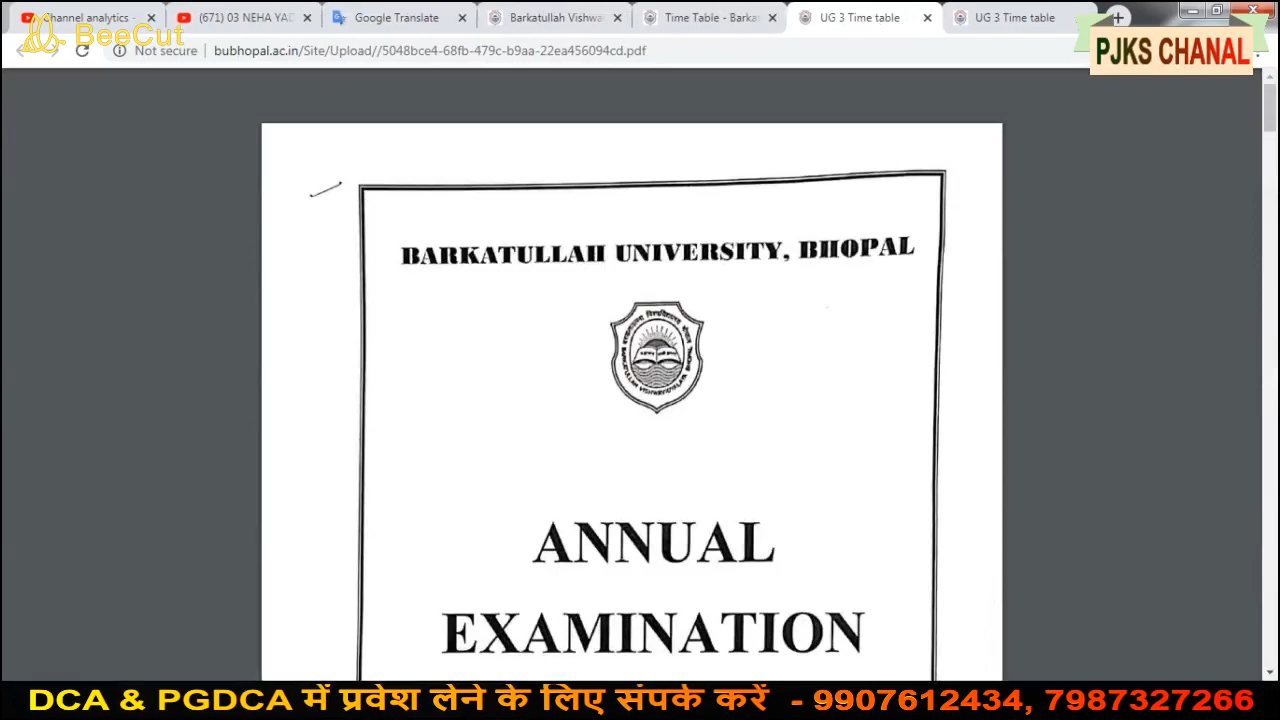 Channel analytics -
(671) 03 NEHA YAD
Google Translate
Barkatullah Vishwa
Time Table - Barka
UG 3 Time table
UG 3 Time table
BeeCut
Not secure
bubhopal.ac.in/Site/Upload//5048bce4-68fb-479c-b9aa-22ea456094cd.pdf
PJKS CHANAL
BARKATULLAH UNIVERSITY, BHOPAL
ANNUAL
EXAMINATION
DCA & PGDCA में प्रवेश लेने के लिए संपर्क करें - 9907612434, 7987327266